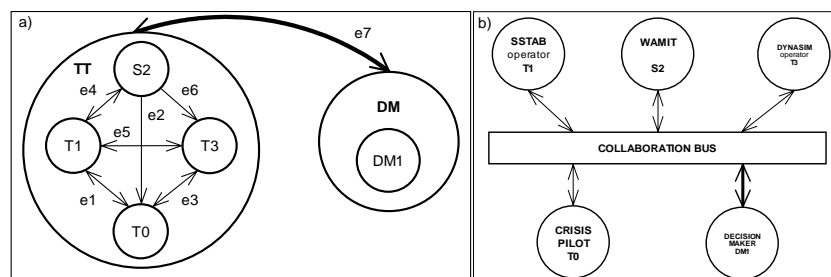 a)
e7
TT
S2
e4
e6
e2
e5
T1
T3
e1
e3
T0
DM
DM1
b)
SSTAB
operator
T1
WAMIT
S2
DYNASIM
operator
T3
COLLABORATION BUS
CRISIS
PILOT
T0
DECISION
MAKER
DM1